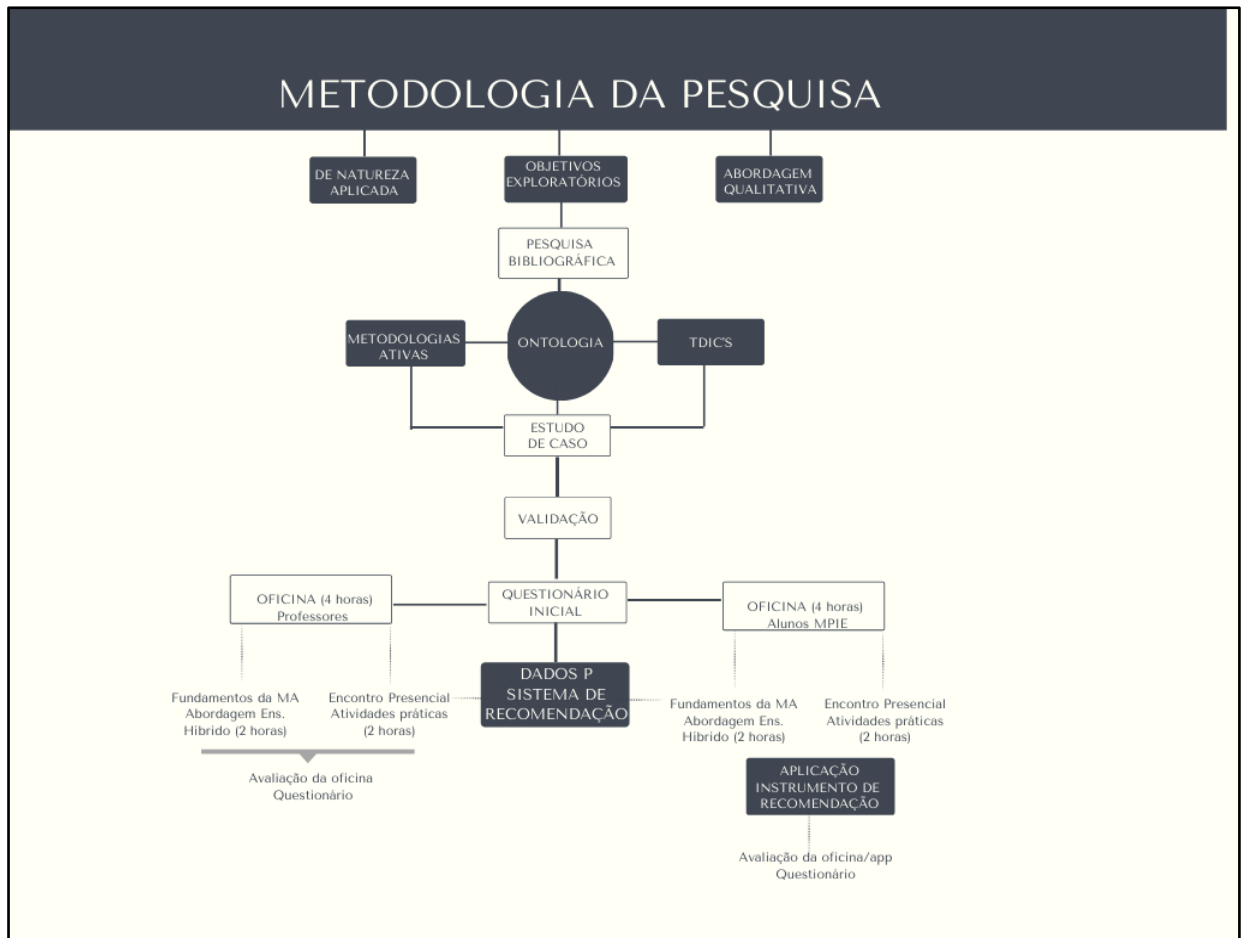 METODOLOGIA DA PESQUISA
DE NATUREZA
APLICADA
OBJETIVOS
EXPLORATÓRIOS
ABORDAGEM
QUALITATIVA
PESQUISA
BIBLIOGRÁFICA
METODOLOGIAS
ATIVAS
ONTOLOGIA
TDIC'S
ESTUDO
DE CASO
VALIDAÇÃO
OFICINA (4 horas)
Professores
QUESTIONÁRIO
INICIAL
OFICINA (4 horas)
Alunos MPIE
DADOS P
SISTEMA DE
RECOMENDAÇÃO
Fundamentos da MA
Abordagem Ens.
Híbrido (2 horas)
Encontro Presencial
Atividades práticas
(2 horas)
Fundamentos da MA
Abordagem Ens.
Híbrido (2 horas)
Encontro Presencial
Atividades práticas
(2 horas)
Avaliação da oficina
Questionário
APLICAÇÃO
INSTRUMENTO DE
RECOMENDAÇÃO
Avaliação da oficina/app
Questionário